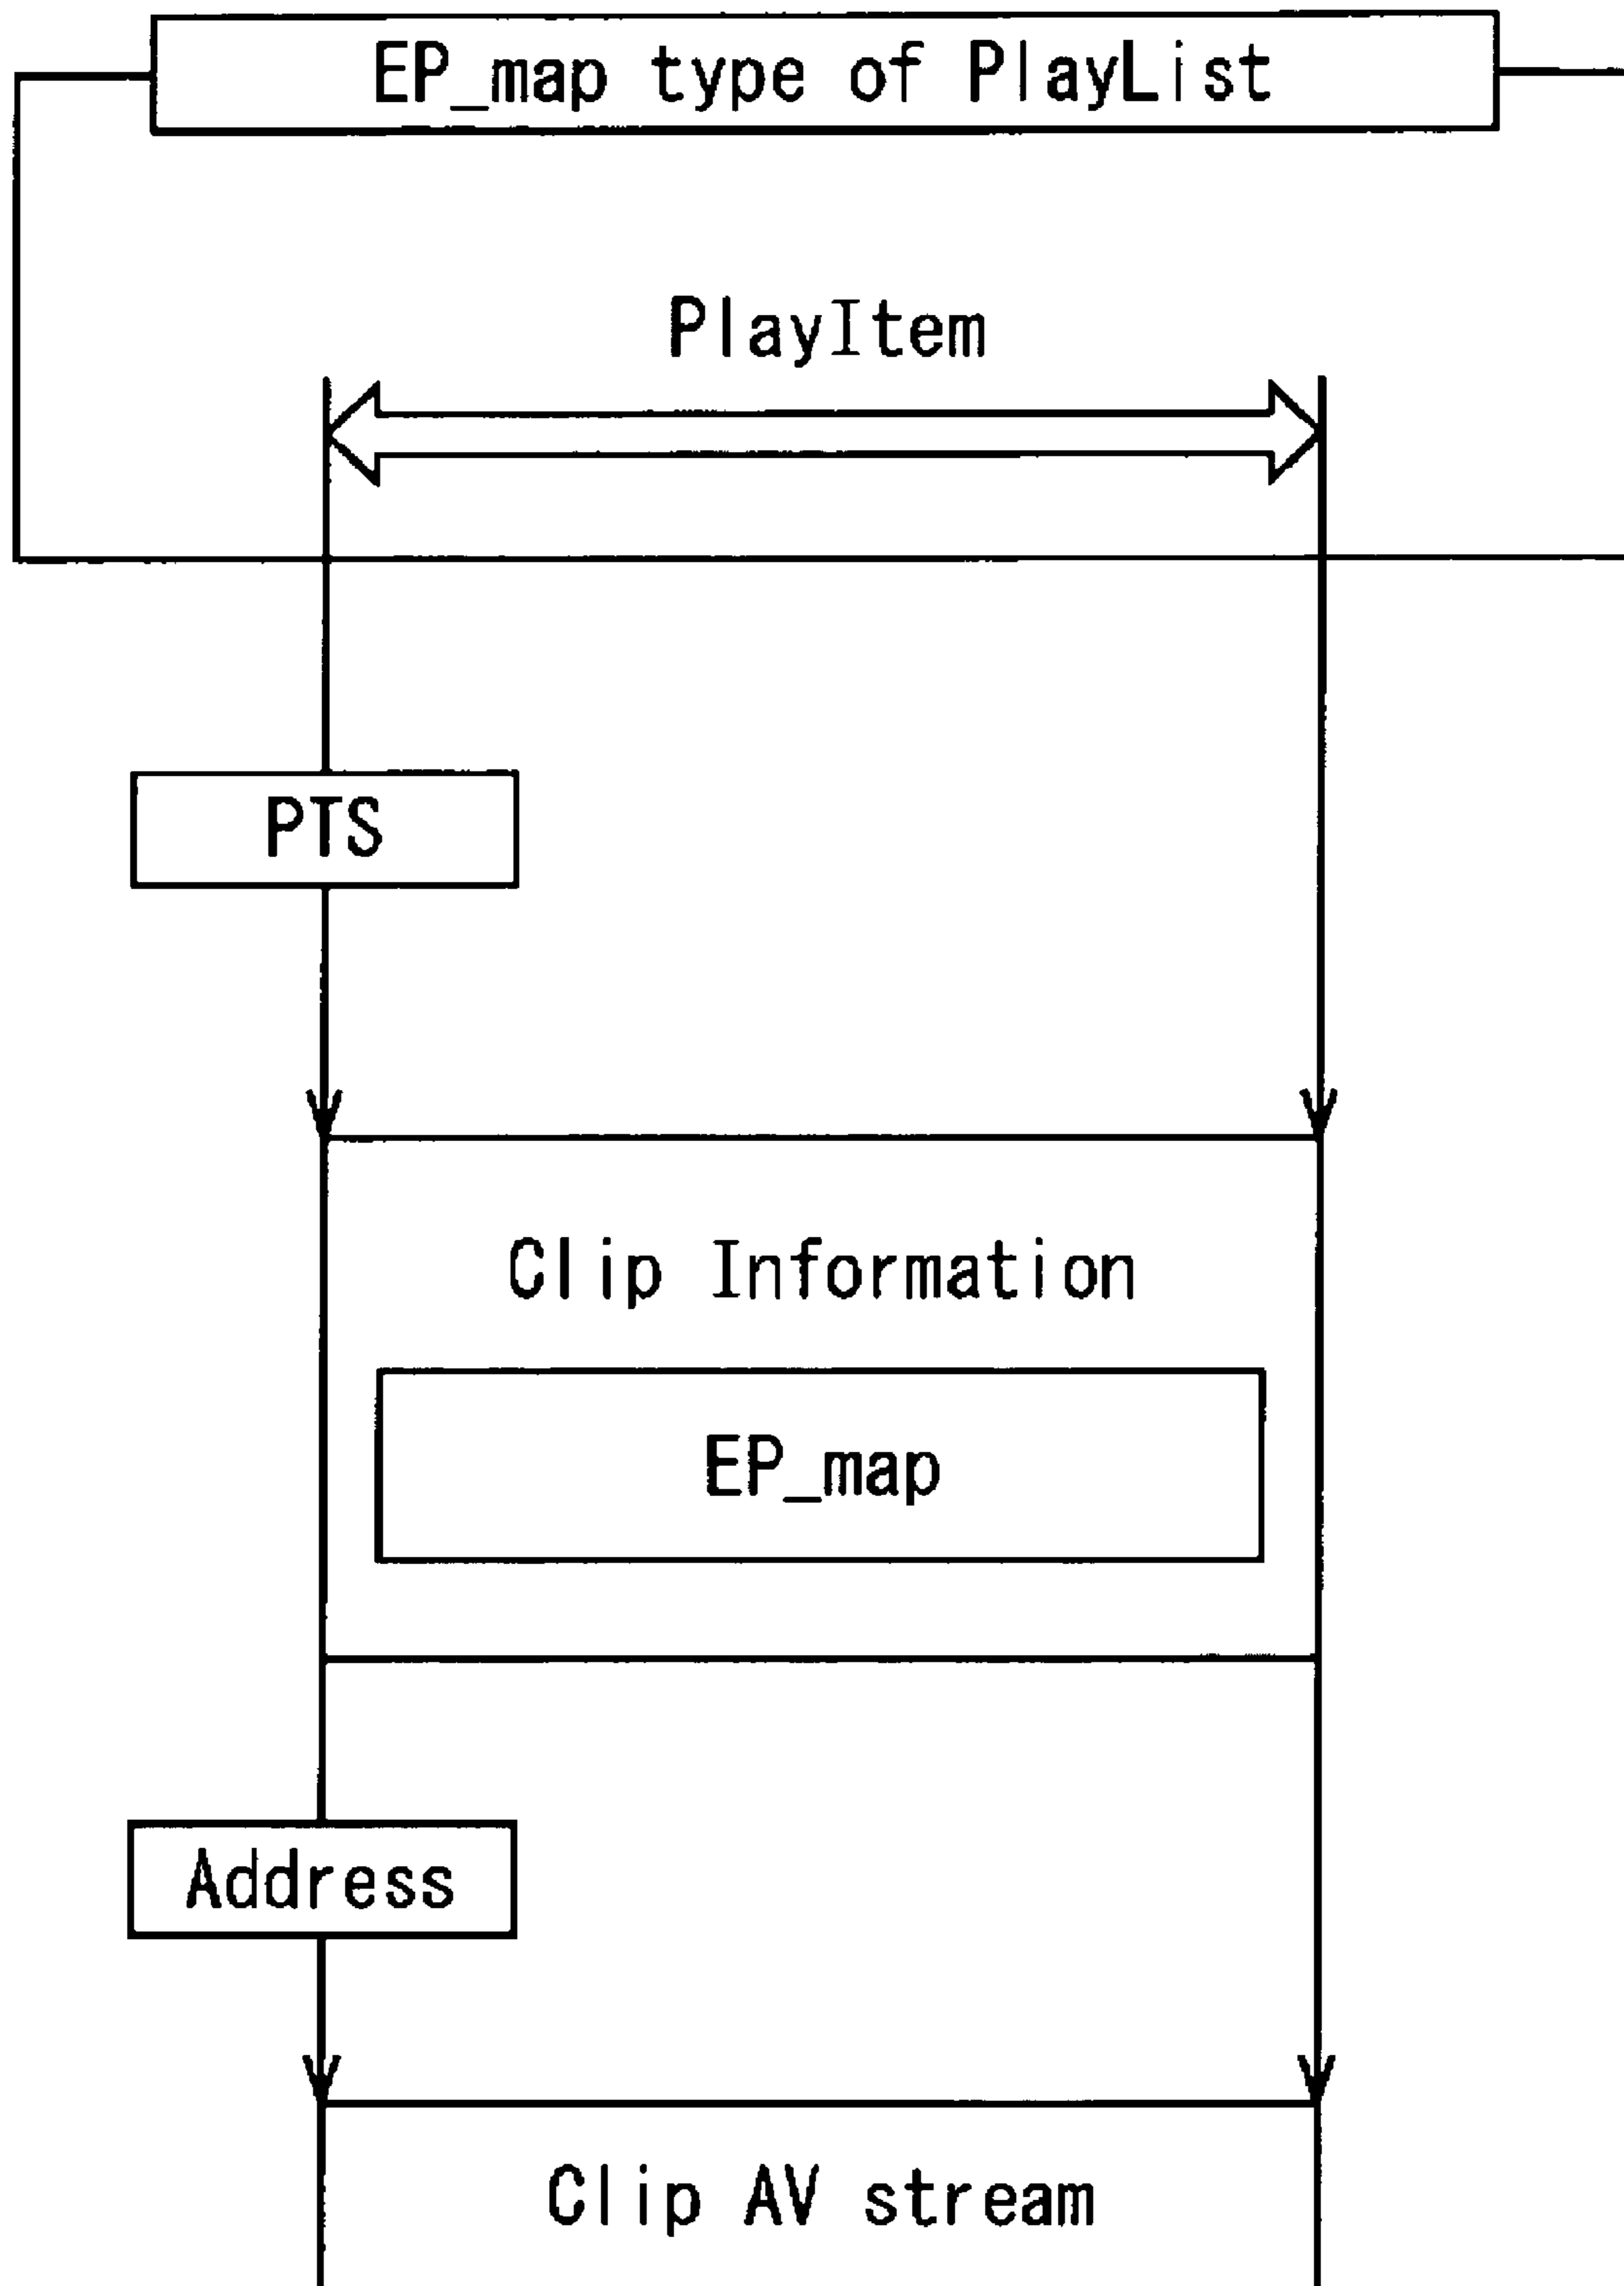 EP_map type of PlayList
PlayItem
PTS
Clip Information
EP_map
Address
Clip AV stream